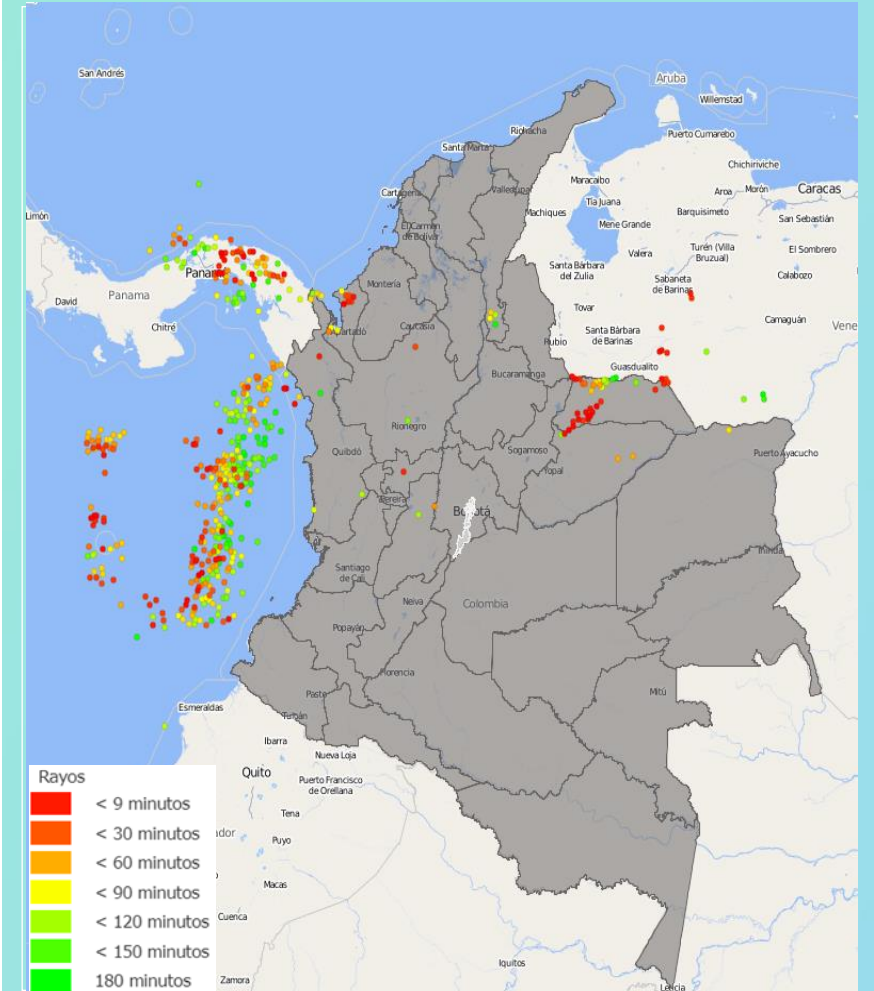 San Andrés
Aruba
Willemstad
Puerto Cumarebo
Riohacha
Santa Marta
Chichiriviche
Maracaibo
Valledupar
Aroa
Morón
Caracas
Tía Juana
Machiques
Barquisimeto
San Sebastián
Limón
El Carmen
de Bolívar
Mene Grande
Valera
Turén (Villa
Bruzual)
El Sombrero
Santa Bárbara
del Zulia
Sabaneta
de Barinas
Calabozo
Panamá
Montería
David
Panama
Tovar
Camaguán
Chitré
Caucasia
Santa Bárbara
de Barinas
Rubio
Guasdualito
Bucaramanga
Rionegro
Quibdó
Sogamoso
Yopal
Puerto Ayacucho
Pereira
Bogotá
Santiago
de Cali
Inírida
Neiva
Colombia
Popayán
Florencia
Mitú
Pasto
Esmeraldas
Ibarra
Nueva Loja
Quito
Puerto Francisco
de Orellana
Tena
Puyo
Macas
Cuenca
Zamora
Iquitos
Leticia
Rayos
< 9 minutos
< 30 minutos
< 60 minutos
< 90 minutos
< 120 minutos
< 150 minutos
180 minutos